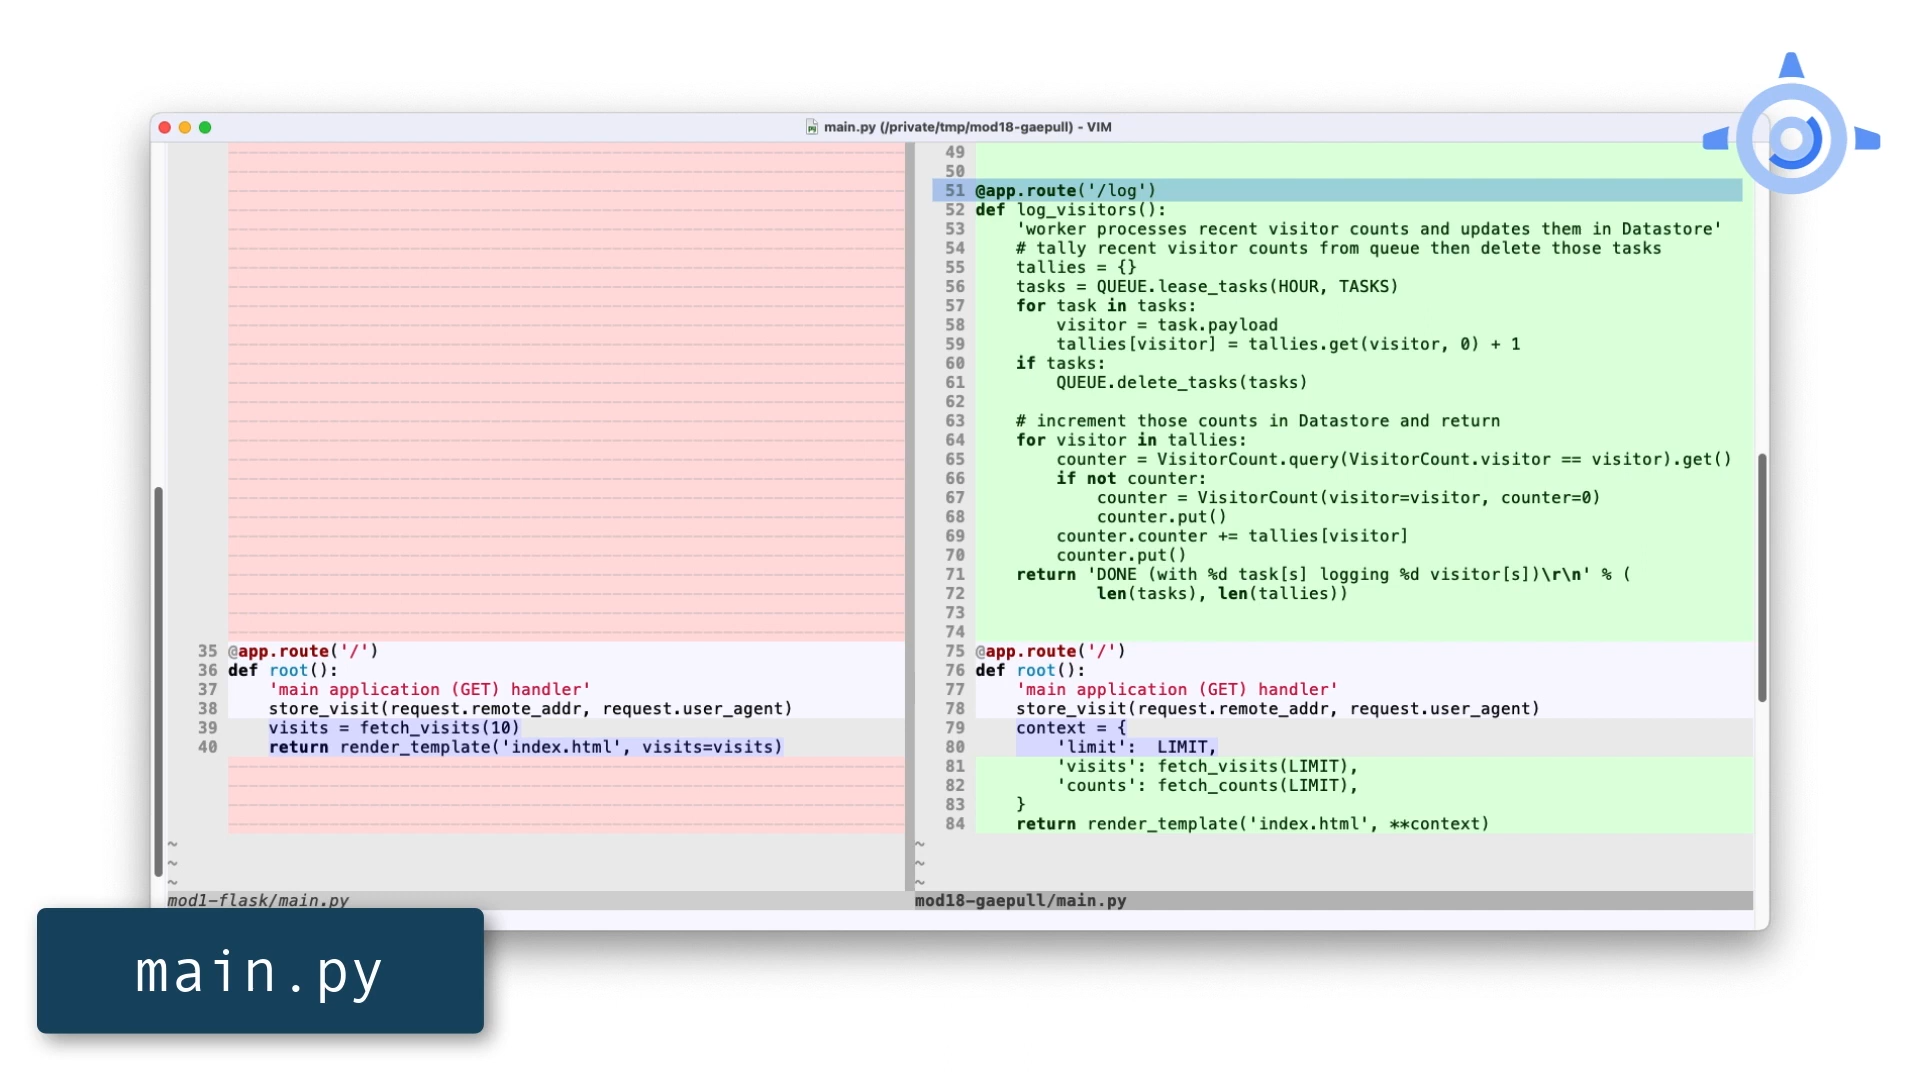 main.py (/private/tmp/mod18-gaepull) - VIM
35 @app.route('/')
36 def root():
37     'main application (GET) handler'
38     store_visit(request.remote_addr, request.user_agent)
39     visits = fetch_visits(10)
40     return render_template('index.html', visits=visits)
~
~
~
mod1-flask/main.py
49
50
51 @app.route('/log')
52 def log_visitors():
53     'worker processes recent visitor counts and updates them in Datastore'
54     # tally recent visitor counts from queue then delete those tasks
55     tallies = {}
56     tasks = QUEUE.lease_tasks(HOUR, TASKS)
57     for task in tasks:
58         visitor = task.payload
59         tallies[visitor] = tallies.get(visitor, 0) + 1
60     if tasks:
61         QUEUE.delete_tasks(tasks)
62
63     # increment those counts in Datastore and return
64     for visitor in tallies:
65         counter = VisitorCount.query(VisitorCount.visitor == visitor).get()
66         if not counter:
67             counter = VisitorCount(visitor=visitor, counter=0)
68             counter.put()
69         counter.counter += tallies[visitor]
70         counter.put()
71     return 'DONE (with %d task[s] logging %d visitor[s])\r\n' % (
72             len(tasks), len(tallies))
73
74
75 @app.route('/')
76 def root():
77     'main application (GET) handler'
78     store_visit(request.remote_addr, request.user_agent)
79     context = {
80         'limit':  LIMIT,
81         'visits': fetch_visits(LIMIT),
82         'counts': fetch_counts(LIMIT),
83     }
84     return render_template('index.html', **context)
~
~
~
mod18-gaepull/main.py
main.py